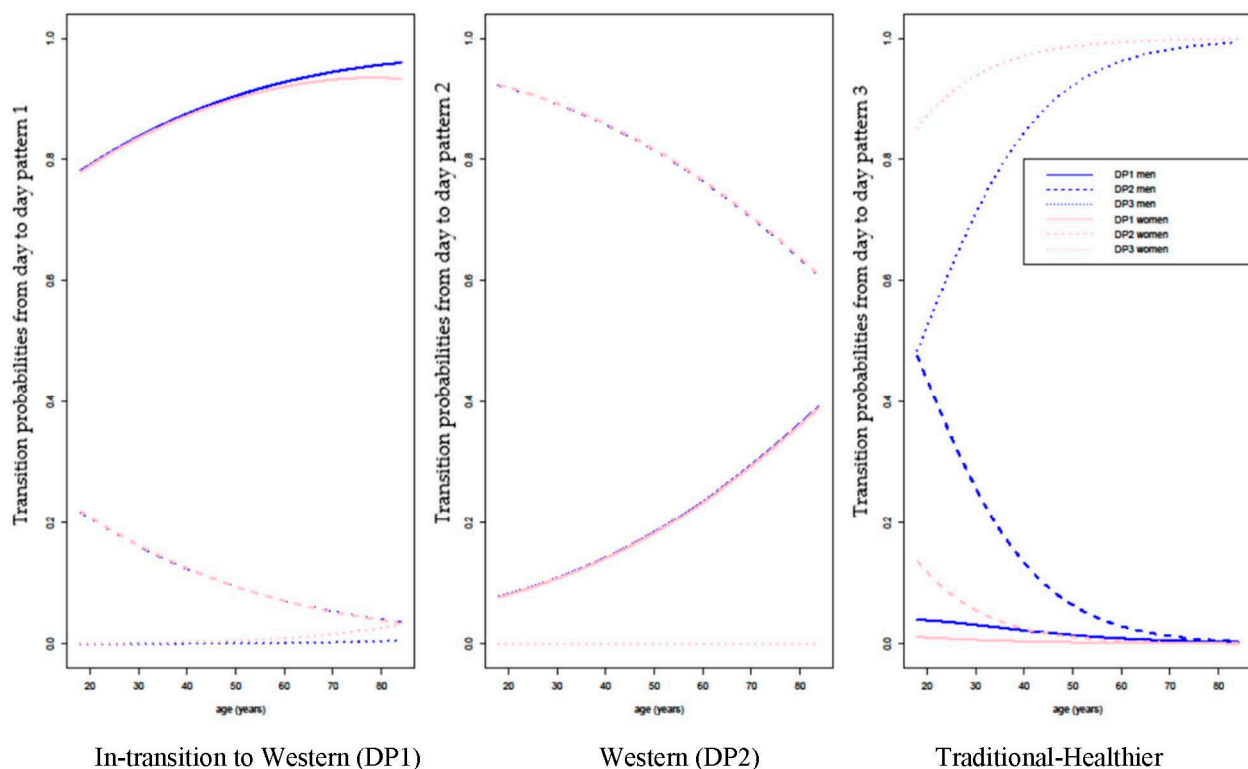 Transition probabilities from day to day pattern 1
1.0
0.8
0.6
0.4
0.2
0.0
20 30 40 50 60 70 80
age (years)
In-transition to Western (DP1)
Transition probabilities from day to day pattern 2
1.0
0.8
0.6
0.4
0.2
0.0
20 30 40 50 60 70 80
age (years)
Western (DP2)
Transition probabilities from day to day pattern 3
1.0
0.8
0.6
0.4
0.2
0.0
DP1 men
DP2 men
DP3 men
DP1 women
DP2 women
DP3 women
20 30 40 50 60 70 80
age (years)
Traditional-Healthier